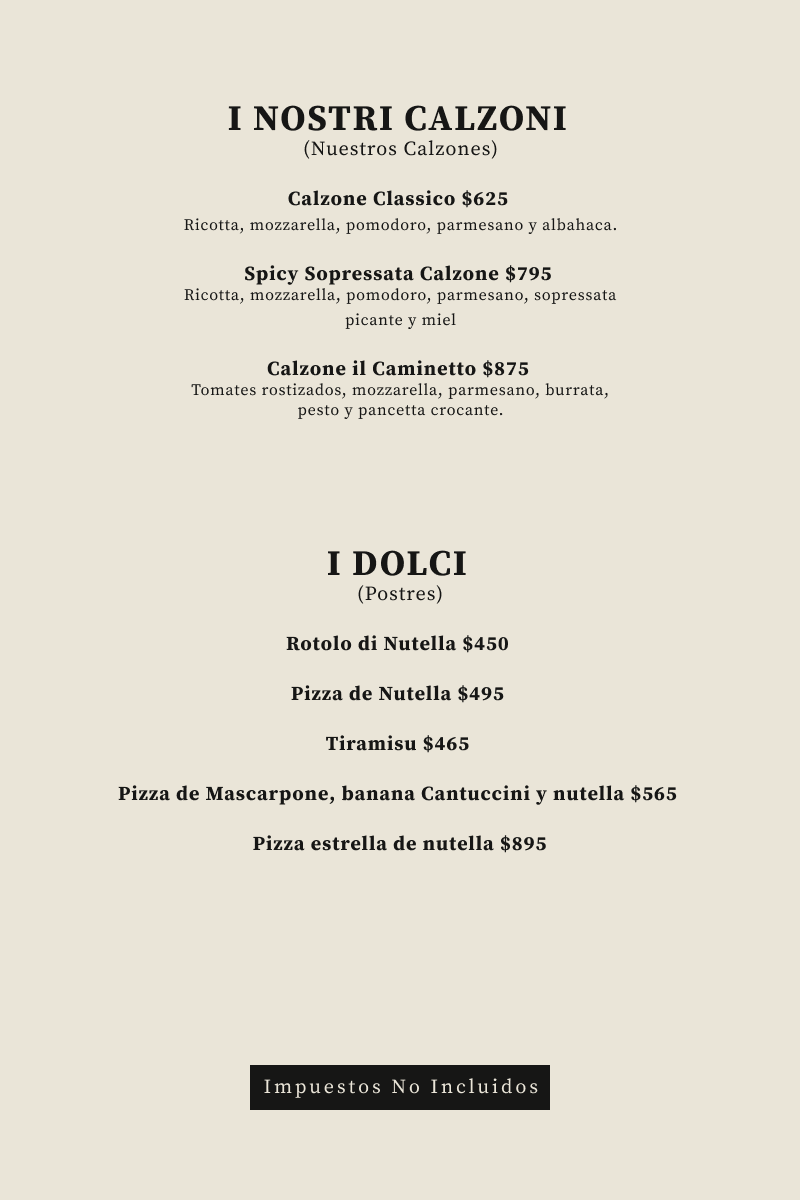 I NOSTRI CALZONI
(Nuestros Calzones)
Calzone Classico $625
Ricotta, mozzarella, pomodoro, parmesano y albahaca.
Spicy Sopressata Calzone $795
Ricotta, mozzarella, pomodoro, parmesano, sopressata
picante y miel
Calzone il Caminetto $875
Tomates rostizados, mozzarella, parmesano, burrata,
pesto y pancetta crocante.
I DOLCI
(Postres)
Rotolo di Nutella $450
Pizza de Nutella $495
Tiramisu $465
Pizza de Mascarpone, banana Cantuccini y nutella $565
Pizza estrella de nutella $895
Impuestos No Incluidos